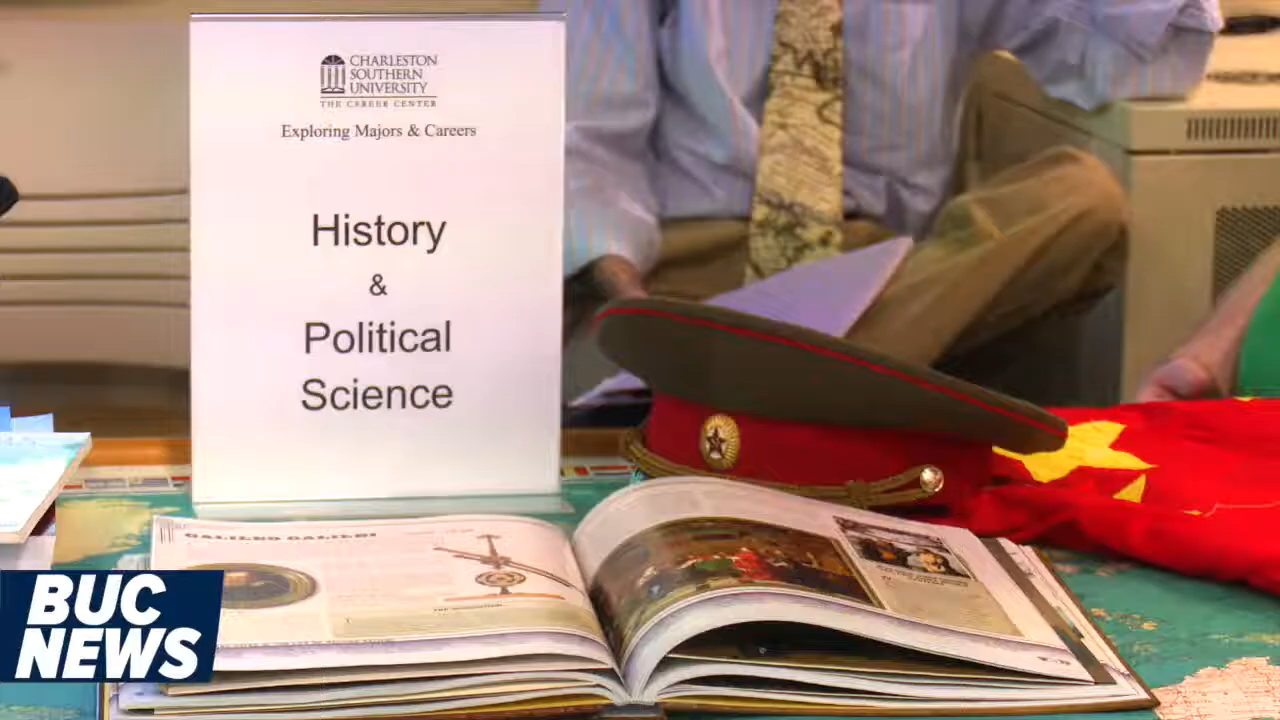 CHARLESTON
SOUTHERN
UNIVERSITY
THE CAREER CENTER
Exploring Majors & Careers
History
&
Political
Science
GALILEO GALILEI
BUC
NEWS